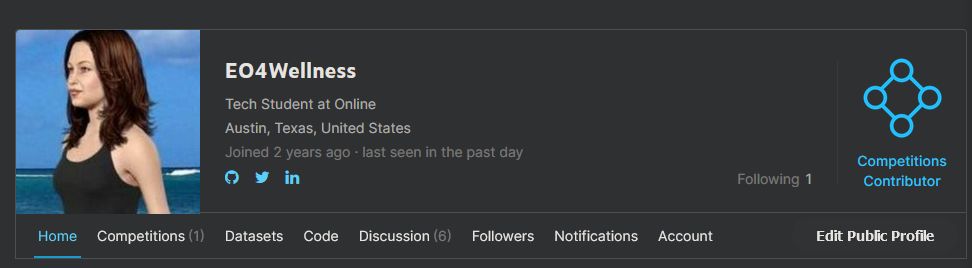 EO4Wellness
Tech Student at Online
Austin, Texas, United States
Joined 2 years ago · last seen in the past day
Following 1
Competitions
Contributor
Home Competitions (1) Datasets Code Discussion (6) Followers Notifications Account Edit Public Profile